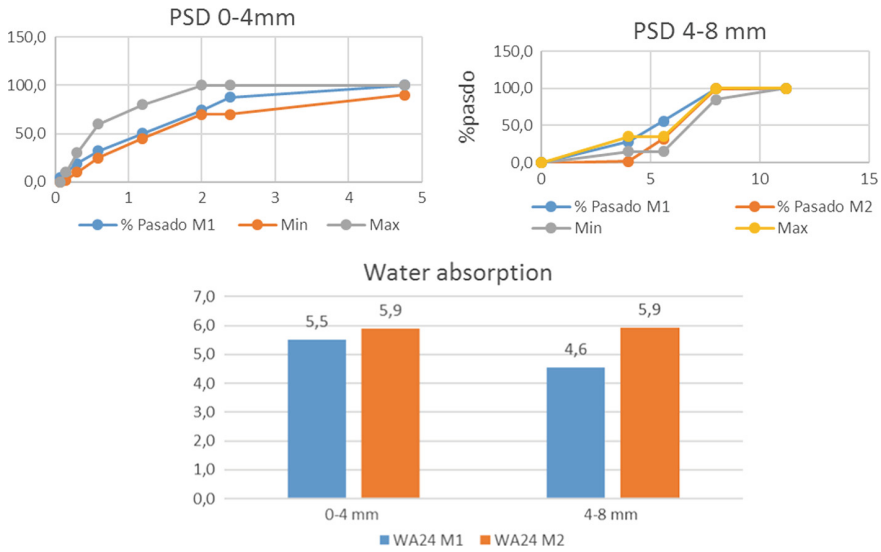 PSD 0-4mm
150,0
100,0
50,0
0,0
0 1 2 3 4 5
% Pasado M1 Min Max
PSD 4-8 mm
%pasdo
150,0
100,0
50,0
0,0
0 5 10 15
% Pasado M1 % Pasado M2
Min Max
Water absorption
7,0
6,0
5,0
4,0
3,0
2,0
1,0
0,0
5,5 5,9 4,6 5,9
0-4 mm 4-8 mm
WA24 M1 WA24 M2